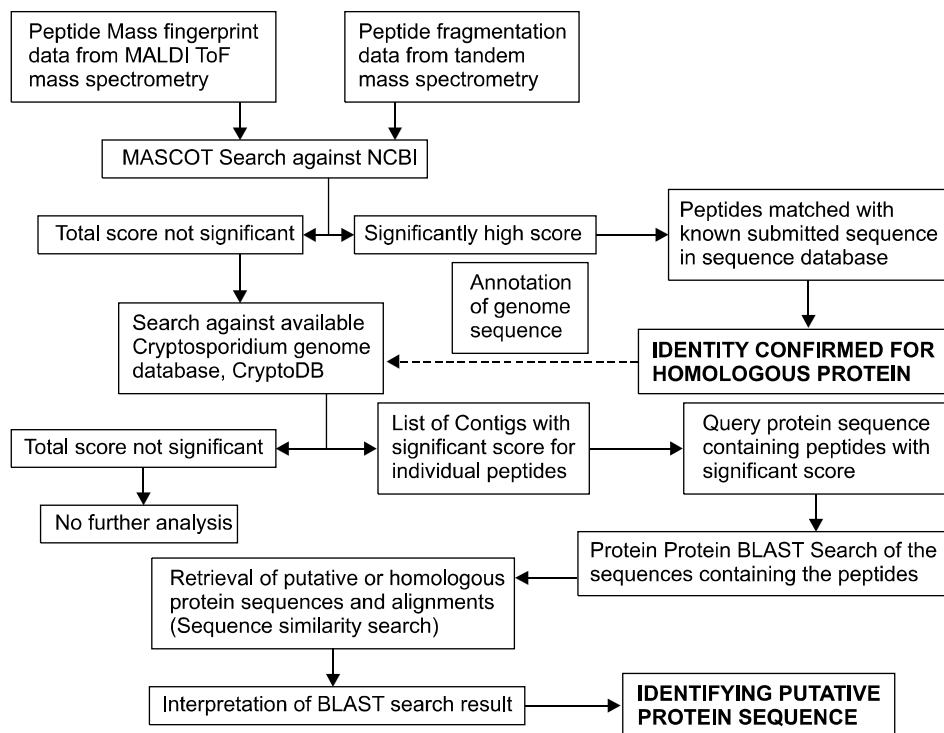 Peptide Mass fingerprint
data from MALDI ToF
mass spectrometry
Peptide fragmentation
data from tandem
mass spectrometry
MASCOT Search against NCBI
Total score not significant
Significantly high score
Peptides matched with
known submitted sequence
in sequence database
Annotation
of genome
sequence
Search against available
Cryptosporidium genome
database, CryptoDB
IDENTITY CONFIRMED FOR
HOMOLOGOUS PROTEIN
Total score not significant
List of Contigs with
significant score for
individual peptides
Query protein sequence
containing peptides with
significant score
No further analysis
Protein Protein BLAST Search of the
sequences containing the peptides
Retrieval of putative or homologous
protein sequences and alignments
(Sequence similarity search)
Interpretation of BLAST search result
IDENTIFYING PUTATIVE
PROTEIN SEQUENCE